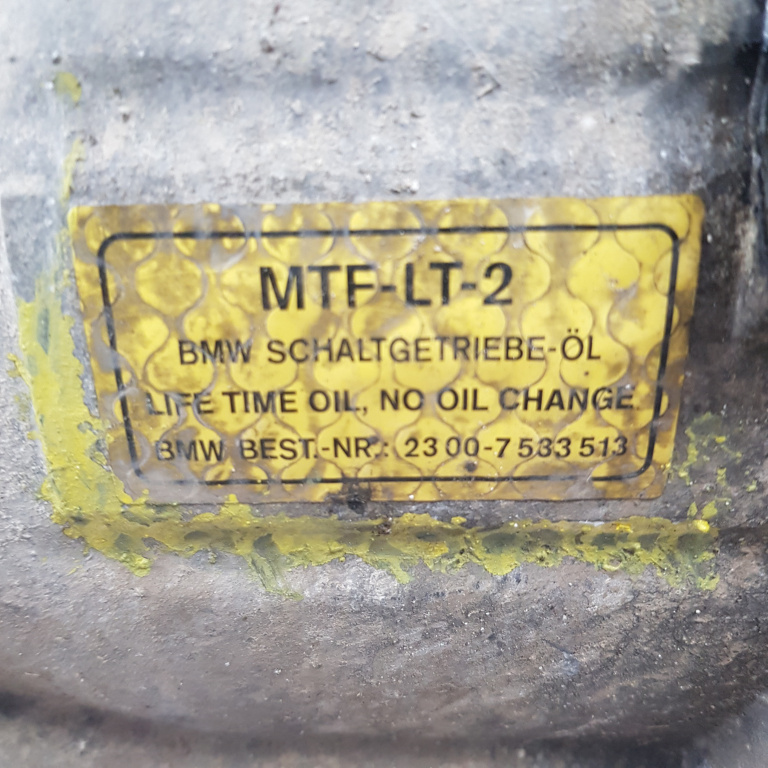 MTF-LT-2
BMW SCHALTGETRIEBE-ÖL
LIFE TIME OIL, NO OIL CHANGE
BMW BEST.-NR.: 23 00-7 533 513